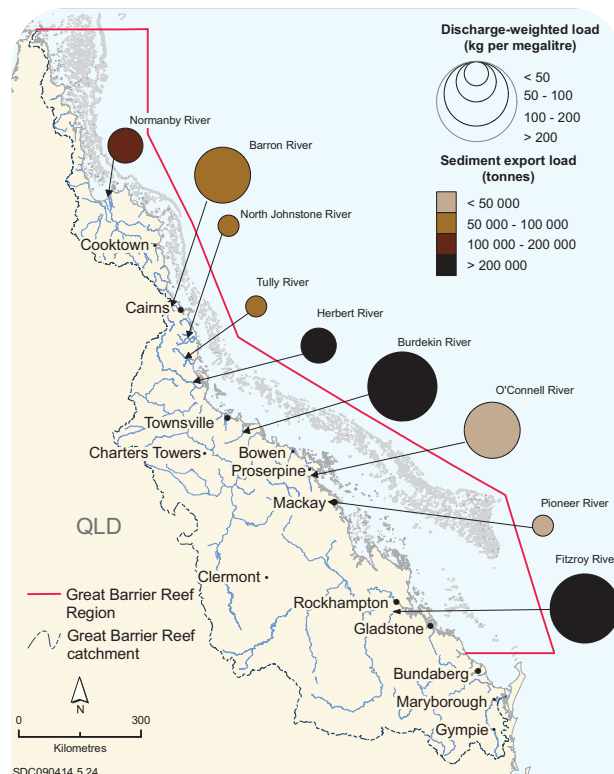 Discharge-weighted load
(kg per megalitre)
< 50
50 - 100
100 - 200
> 200
Sediment export load
(tonnes)
< 50 000
50 000 - 100 000
100 000 - 200 000
> 200 000
Normanby River
Barron River
North Johnstone River
Cooktown
Tully River
Cairns
Herbert River
Burdekin River
O'Connell River
Townsville
Charters Towers
Bowen
Proserpine
Mackay
Pioneer River
QLD
Fitzroy Rive
Clermont
Great Barrier Reef
Region
Rockhampton
Gladstone
Great Barrier Reef
catchment
Bundaberg
Maryborough
Gympie
N
0 300
Kilometres
SDC090414 5.24